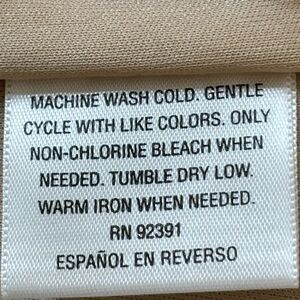 MACHINE WASH COLD. GENTLE
CYCLE WITH LIKE COLORS. ONLY
NON-CHLORINE BLEACH WHEN
NEEDED. TUMBLE DRY LOW.
WARM IRON WHEN NEEDED.
RN 92391
ESPAÑOL EN REVERSO